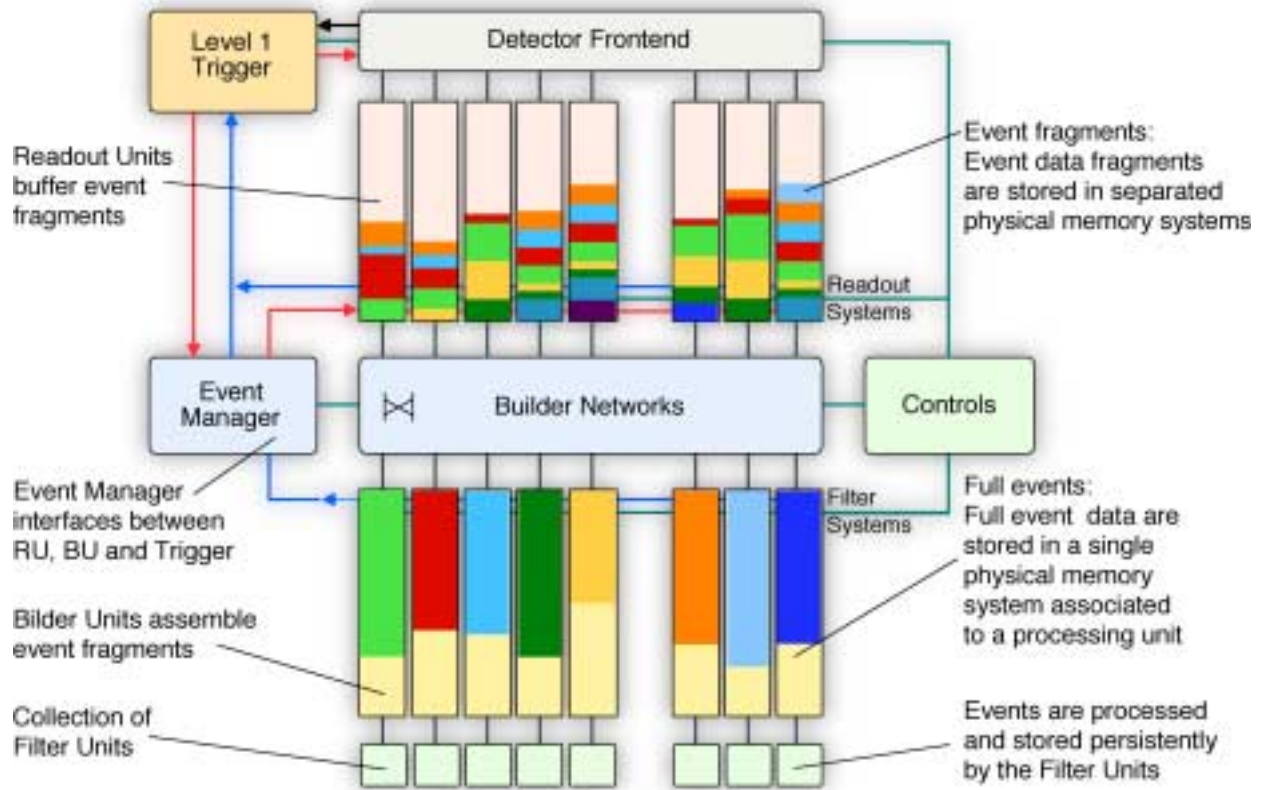 Level 1
Trigger
Detector Frontend
Readout Units
buffer event
fragments
Event fragments:
Event data fragments
are stored in separated
physical memory systems
Readout
Systems
Event
Manager
Builder Networks
Controls
Event Manager
interfaces between
RU, BU and Trigger
Filter
Systems
Full events:
Full event data are
stored in a single
physical memory
system associated
to a processing unit
Bilder Units assemble
event fragments
Collection of
Filter Units
Events are processed
and stored persistently
by the Filter Units